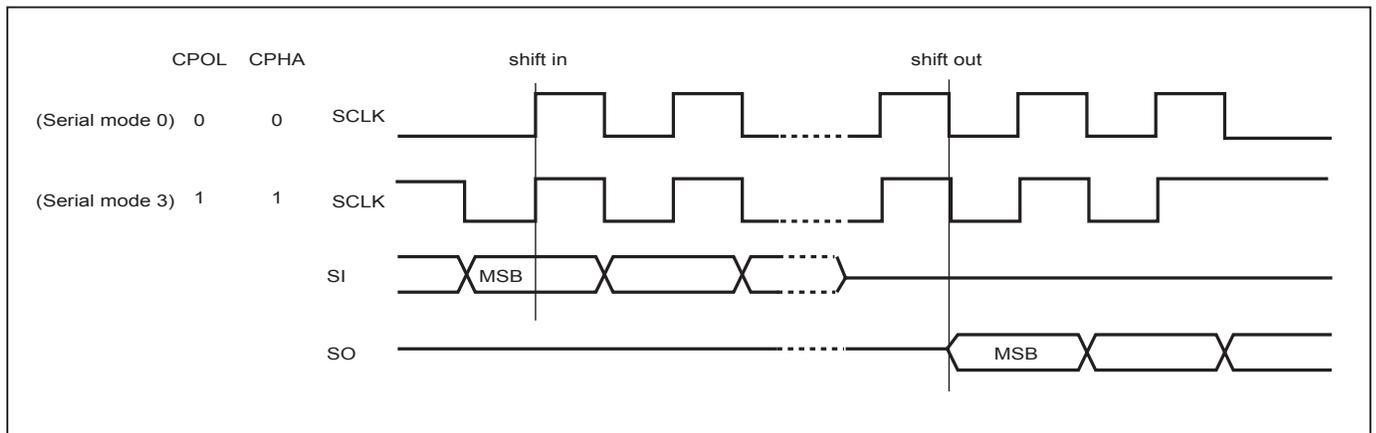 CPOL CPHA shift in shift out
(Serial mode 0) 0 0 SCLK
(Serial mode 3) 1 1 SCLK
SI MSB
SO MSB